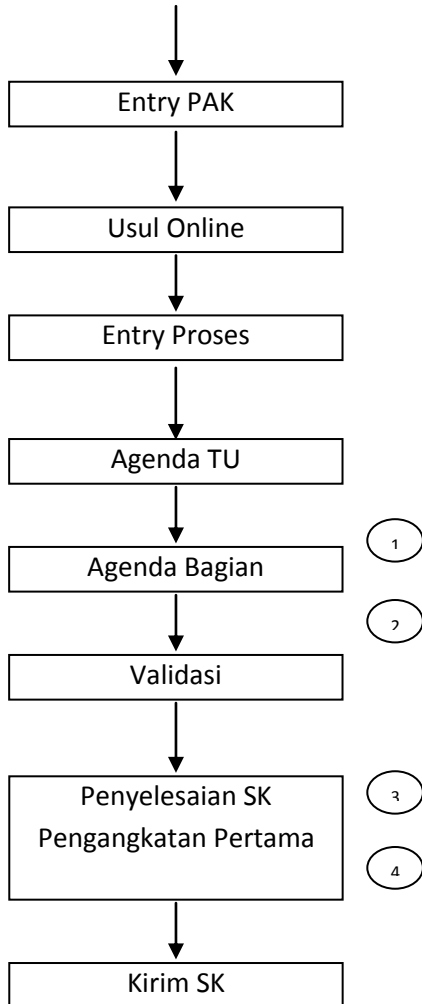 Entry PAK
Usul Online
Entry Proses
Agenda TU
1
Agenda Bagian
2
Validasi
Penyelesaian SK
3
Pengangkatan Pertama
4
Kirim SK